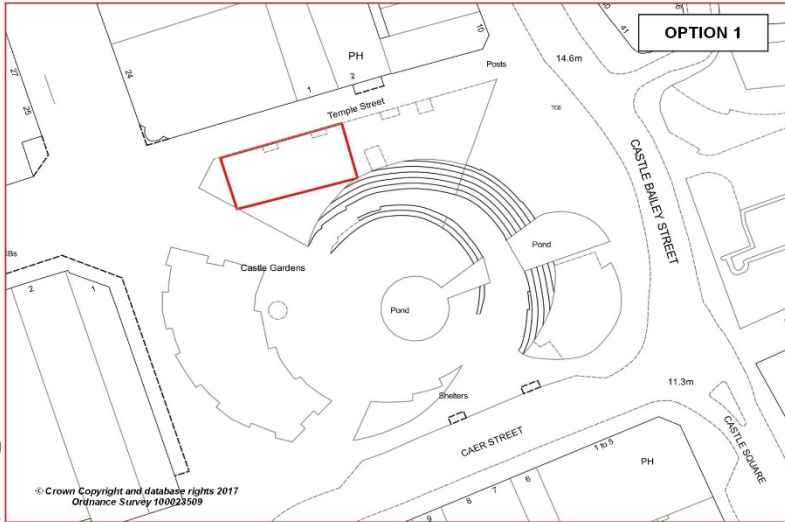 OPTION 1
10
41
27
25
24
PH
1
2
10
Posts
14.6m
Temple Street
TCB
CASTLE BAILEY STREET
Pond
Castle Gardens
2
1
Pond
11.3m
Shelters
CAER STREET
1 to 5
CASTLE SQUARE
6
7
8
9
PH
© Crown Copyright and database rights 2017
Ordnance Survey 100023509